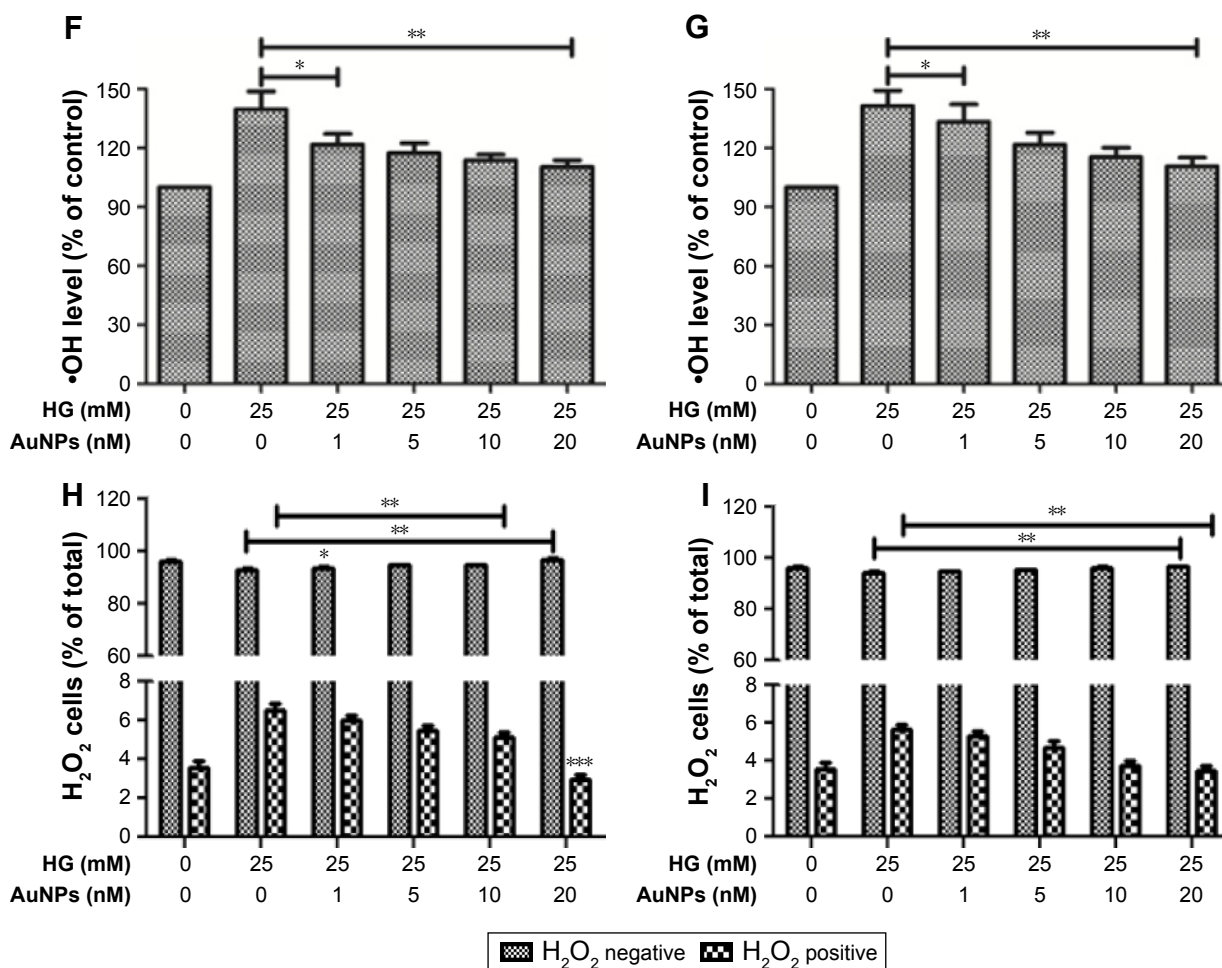 F
**
*
•OH level (% of control)
150
120
90
60
30
0
HG (mM) 0 25 25 25 25 25
AuNPs (nM) 0 0 1 5 10 20
G
**
*
•OH level (% of control)
150
120
90
60
30
0
HG (mM) 0 25 25 25 25 25
AuNPs (nM) 0 0 1 5 10 20
H
**
**
*
***
H₂O₂ cells (% of total)
120
100
80
60
8
6
4
2
0
HG (mM) 0 25 25 25 25 25
AuNPs (nM) 0 0 1 5 10 20
I
**
**
H₂O₂ cells (% of total)
120
100
80
60
8
6
4
2
0
HG (mM) 0 25 25 25 25 25
AuNPs (nM) 0 0 1 5 10 20
H₂O₂ negative H₂O₂ positive